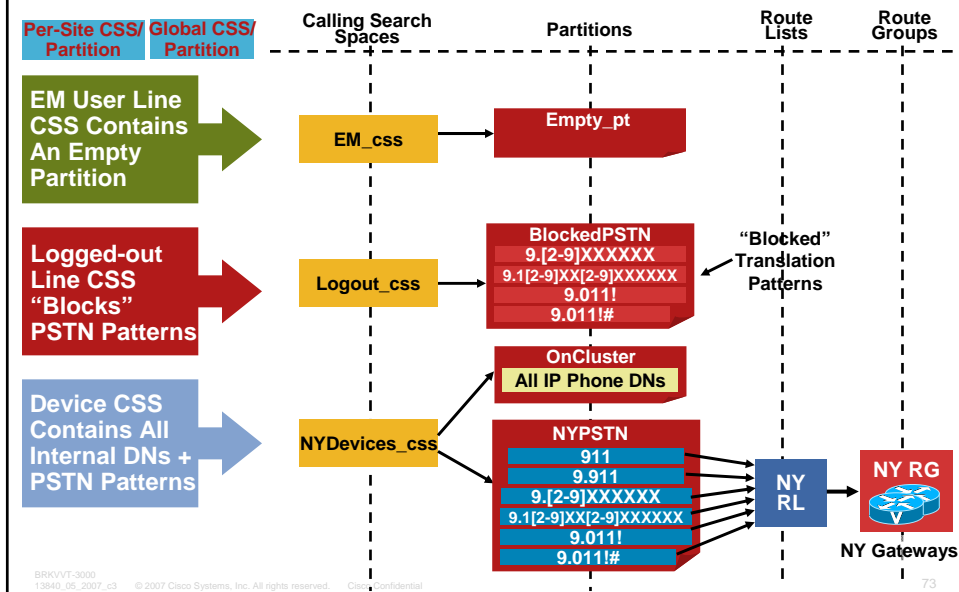 Per-Site CSS/
Partition
Global CSS/
Partition
Calling Search
Spaces
Partitions
Route
Lists
Route
Groups
EM User Line
CSS Contains
An Empty
Partition
EM_css
Empty_pt
Logged-out
Line CSS
“Blocks”
PSTN Patterns
Logout_css
BlockedPSTN
9.[2-9]XXXXXX
9.1[2-9]XX[2-9]XXXXXX
9.011!
9.011!#
“Blocked”
Translation
Patterns
Device CSS
Contains All
Internal DNs +
PSTN Patterns
NYDevices_css
OnCluster
All IP Phone DNs
NYPSTN
911
9.911
9.[2-9]XXXXXX
9.1[2-9]XX[2-9]XXXXXX
9.011!
9.011!#
NY
RL
NY RG
V
NY Gateways
BRKVVT-3000
13840_05_2007_c3 © 2007 Cisco Systems, Inc. All rights reserved. Cisco Confidential
73